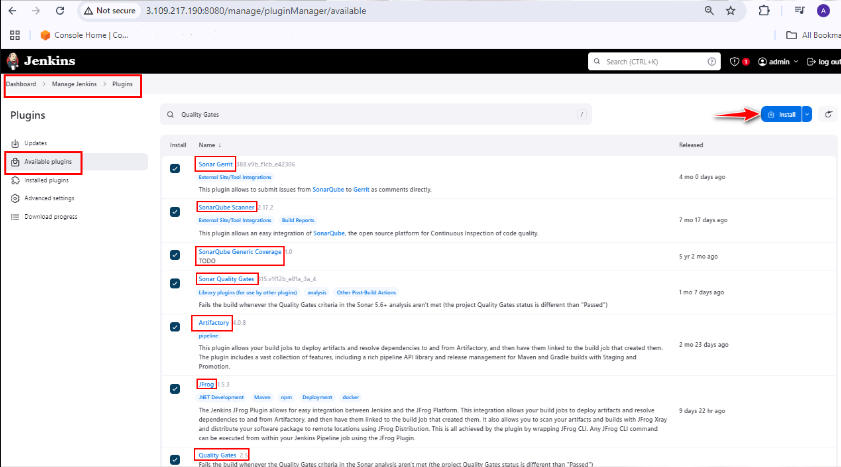 Not secure 3.109.217.190:8080/manage/pluginManager/available
A
Console Home | Co...
All Bookma
Jenkins
Search (CTRL+K)
?
1
admin
log out
Dashboard > Manage Jenkins > Plugins
Plugins
Updates
Available plugins
Installed plugins
Advanced settings
Download progress
Quality Gates
/
Install
Install Name ↓ Released
Sonar Gerrit
External Site/Tool Integrations
This plugin allows to submit issues from SonarQube to Gerrit as comments directly.
4 mo 0 days ago
SonarQube Scanner 2.17.2
External Site/Tool Integrations Build Reports
This plugin allows an easy integration of SonarQube, the open source platform for Continuous Inspection of code quality.
7 mo 17 days ago
SonarQube Generic Coverage 1.0
TODO
5 yr 2 mo ago
Sonar Quality Gates
Library plugins (for use by other plugins) analysis Other Post-Build Actions
Fails the build whenever the Quality Gates criteria in the Sonar 5.6+ analysis aren't met (the project Quality Gates status is different than "Passed")
1 mo 7 days ago
Artifactory 4.0.8
pipeline
This plugin allows your build jobs to deploy artifacts and resolve dependencies to and from Artifactory, and then have them linked to the build job that created them.
The plugin includes a vast collection of features, including a rich pipeline API library and release management for Maven and Gradle builds with Staging and
Promotion.
2 mo 23 days ago
JFrog 1.5.3
.NET Development Maven npm Deployment docker
The Jenkins JFrog Plugin allows for easy integration between Jenkins and the JFrog Platform. This integration allows your build jobs to deploy artifacts and resolve
dependencies to and from Artifactory, and then have them linked to the build job that created them. It also allows you to scan your artifacts and builds with JFrog Xray
and distribute your software package to remote locations using JFrog Distribution. This is all achieved by the plugin by wrapping JFrog CLI. Any JFrog CLI command
can be executed from within your Jenkins Pipeline job using the JFrog Plugin.
9 days 22 hr ago
Quality Gates 2.5
Fails the build whenever the Quality Gates criteria in the Sonar analysis aren't met (the project Quality Gates status is different than "Passed")